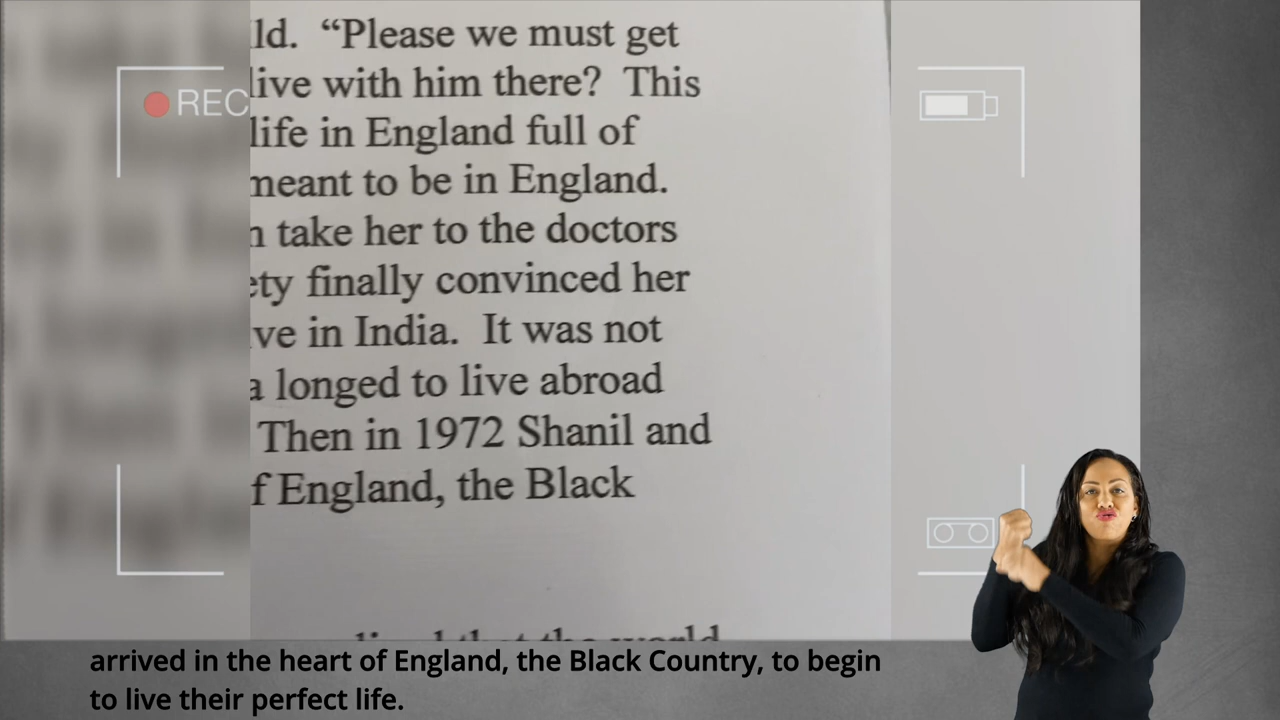 ld. “Please we must get
live with him there? This
REC
life in England full of
meant to be in England.
take her to the doctors
ety finally convinced her
ve in India. It was not
a longed to live abroad
Then in 1972 Shanil and
f England, the Black
arrived in the heart of England, the Black Country, to begin
to live their perfect life.